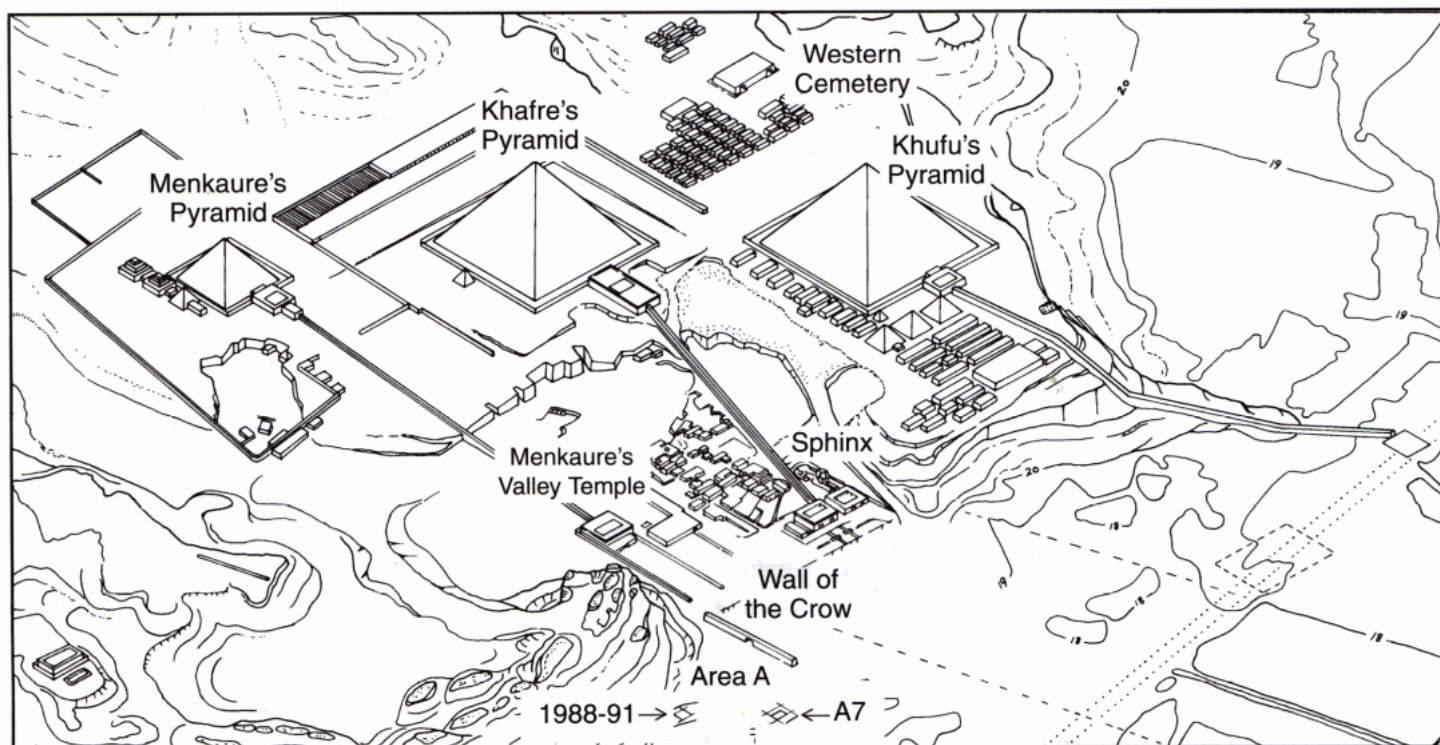 Western
Cemetery
Khafre's
Pyramid
Khufu's
Pyramid
Menkaure's
Pyramid
20
19
19
Sphinx
Menkaure's
Valley Temple
20
18
19
18
18
18
Wall of
the Crow
Area A
1988-91
A7